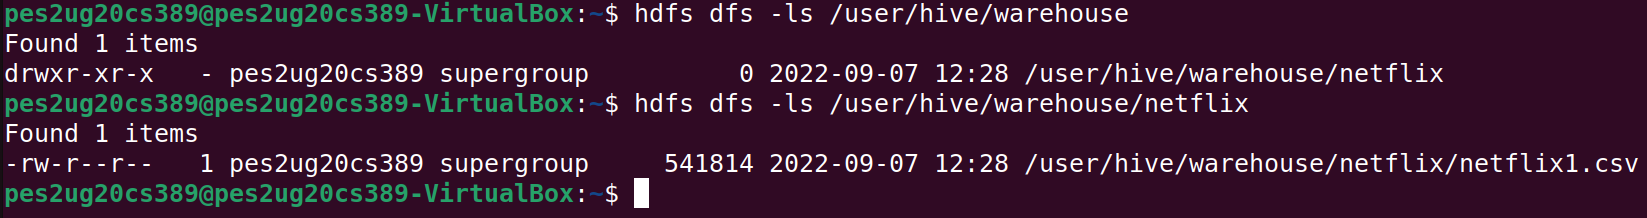 pes2ug20cs389@pes2ug20cs389-VirtualBox:~$ hdfs dfs -ls /user/hive/warehouse
Found 1 items
drwxr-xr-x   - pes2ug20cs389 supergroup          0 2022-09-07 12:28 /user/hive/warehouse/netflix
pes2ug20cs389@pes2ug20cs389-VirtualBox:~$ hdfs dfs -ls /user/hive/warehouse/netflix
Found 1 items
-rw-r--r--   1 pes2ug20cs389 supergroup     541814 2022-09-07 12:28 /user/hive/warehouse/netflix/netflix1.csv
pes2ug20cs389@pes2ug20cs389-VirtualBox:~$